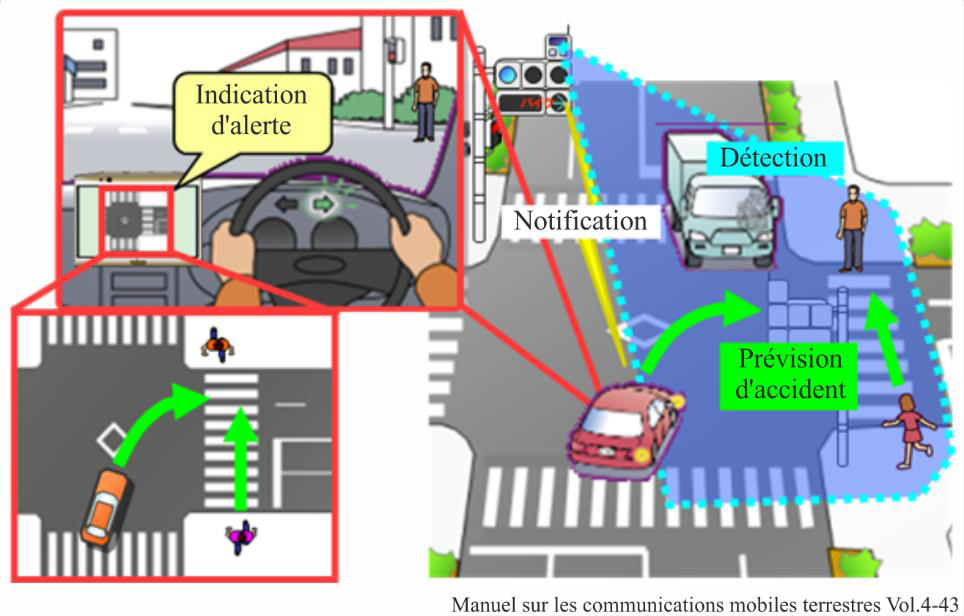 Indication
d'alerte
Détection
Notification
Prévision
d'accident
Manuel sur les communications mobiles terrestres Vol.4-43